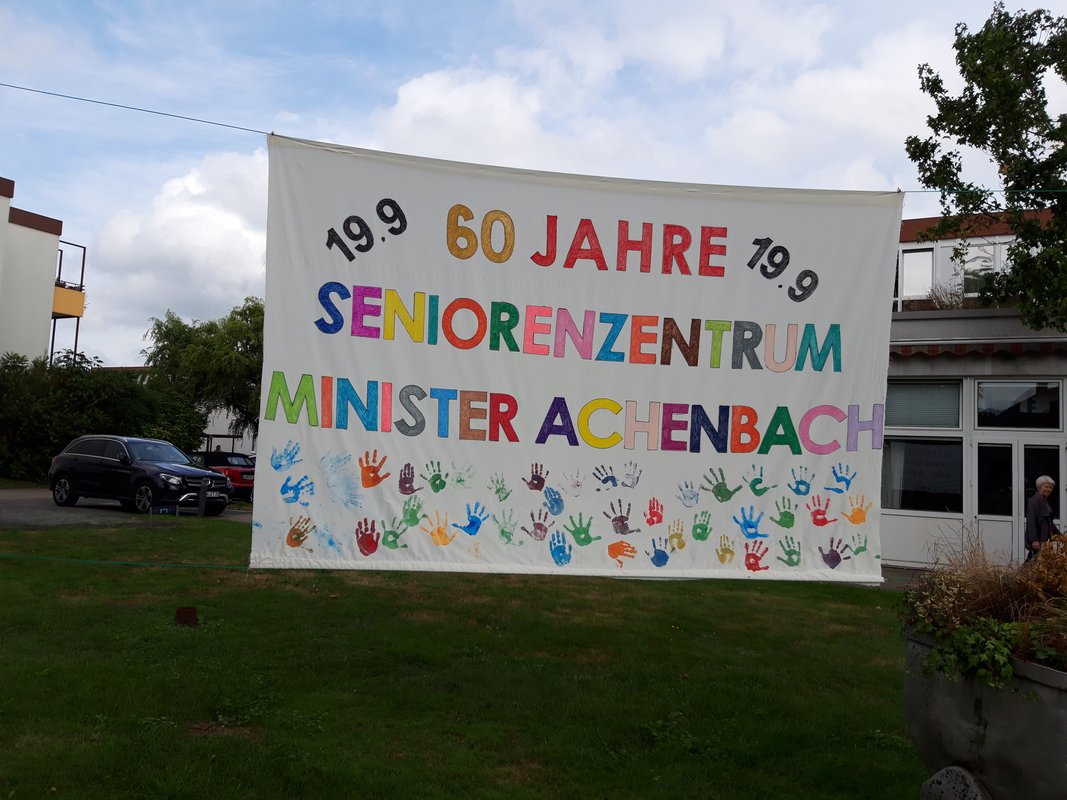 19.9 60 JAHRE 19.9
SENIORENZENTRUM
MINISTER ACHENBACH